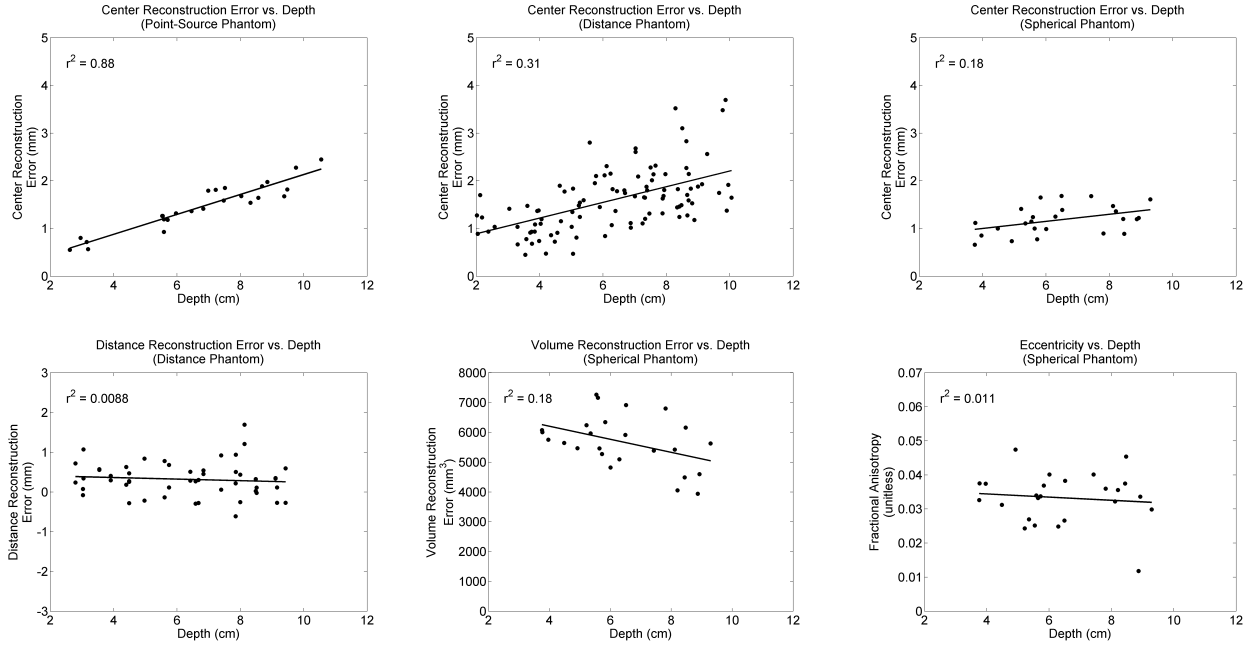 Center Reconstruction Error vs. Depth
(Point-Source Phantom)
r² = 0.88
Center Reconstruction
Error (mm)
5
4
3
2
1
0
2 4 6 8 10 12
Depth (cm)
Center Reconstruction Error vs. Depth
(Distance Phantom)
r² = 0.31
Center Reconstruction
Error (mm)
5
4
3
2
1
0
2 4 6 8 10 12
Depth (cm)
Center Reconstruction Error vs. Depth
(Spherical Phantom)
r² = 0.18
Center Reconstruction
Error (mm)
5
4
3
2
1
0
2 4 6 8 10 12
Depth (cm)
Distance Reconstruction Error vs. Depth
(Distance Phantom)
r² = 0.0088
Distance Reconstruction
Error (mm)
3
2
1
0
-1
-2
-3
2 4 6 8 10 12
Depth (cm)
Volume Reconstruction Error vs. Depth
(Spherical Phantom)
r² = 0.18
Volume Reconstruction
Error (mm³)
8000
7000
6000
5000
4000
3000
2000
1000
0
2 4 6 8 10 12
Depth (cm)
Eccentricity vs. Depth
(Spherical Phantom)
r² = 0.011
Fractional Anisotropy
(unitless)
0.07
0.06
0.05
0.04
0.03
0.02
0.01
0
2 4 6 8 10 12
Depth (cm)